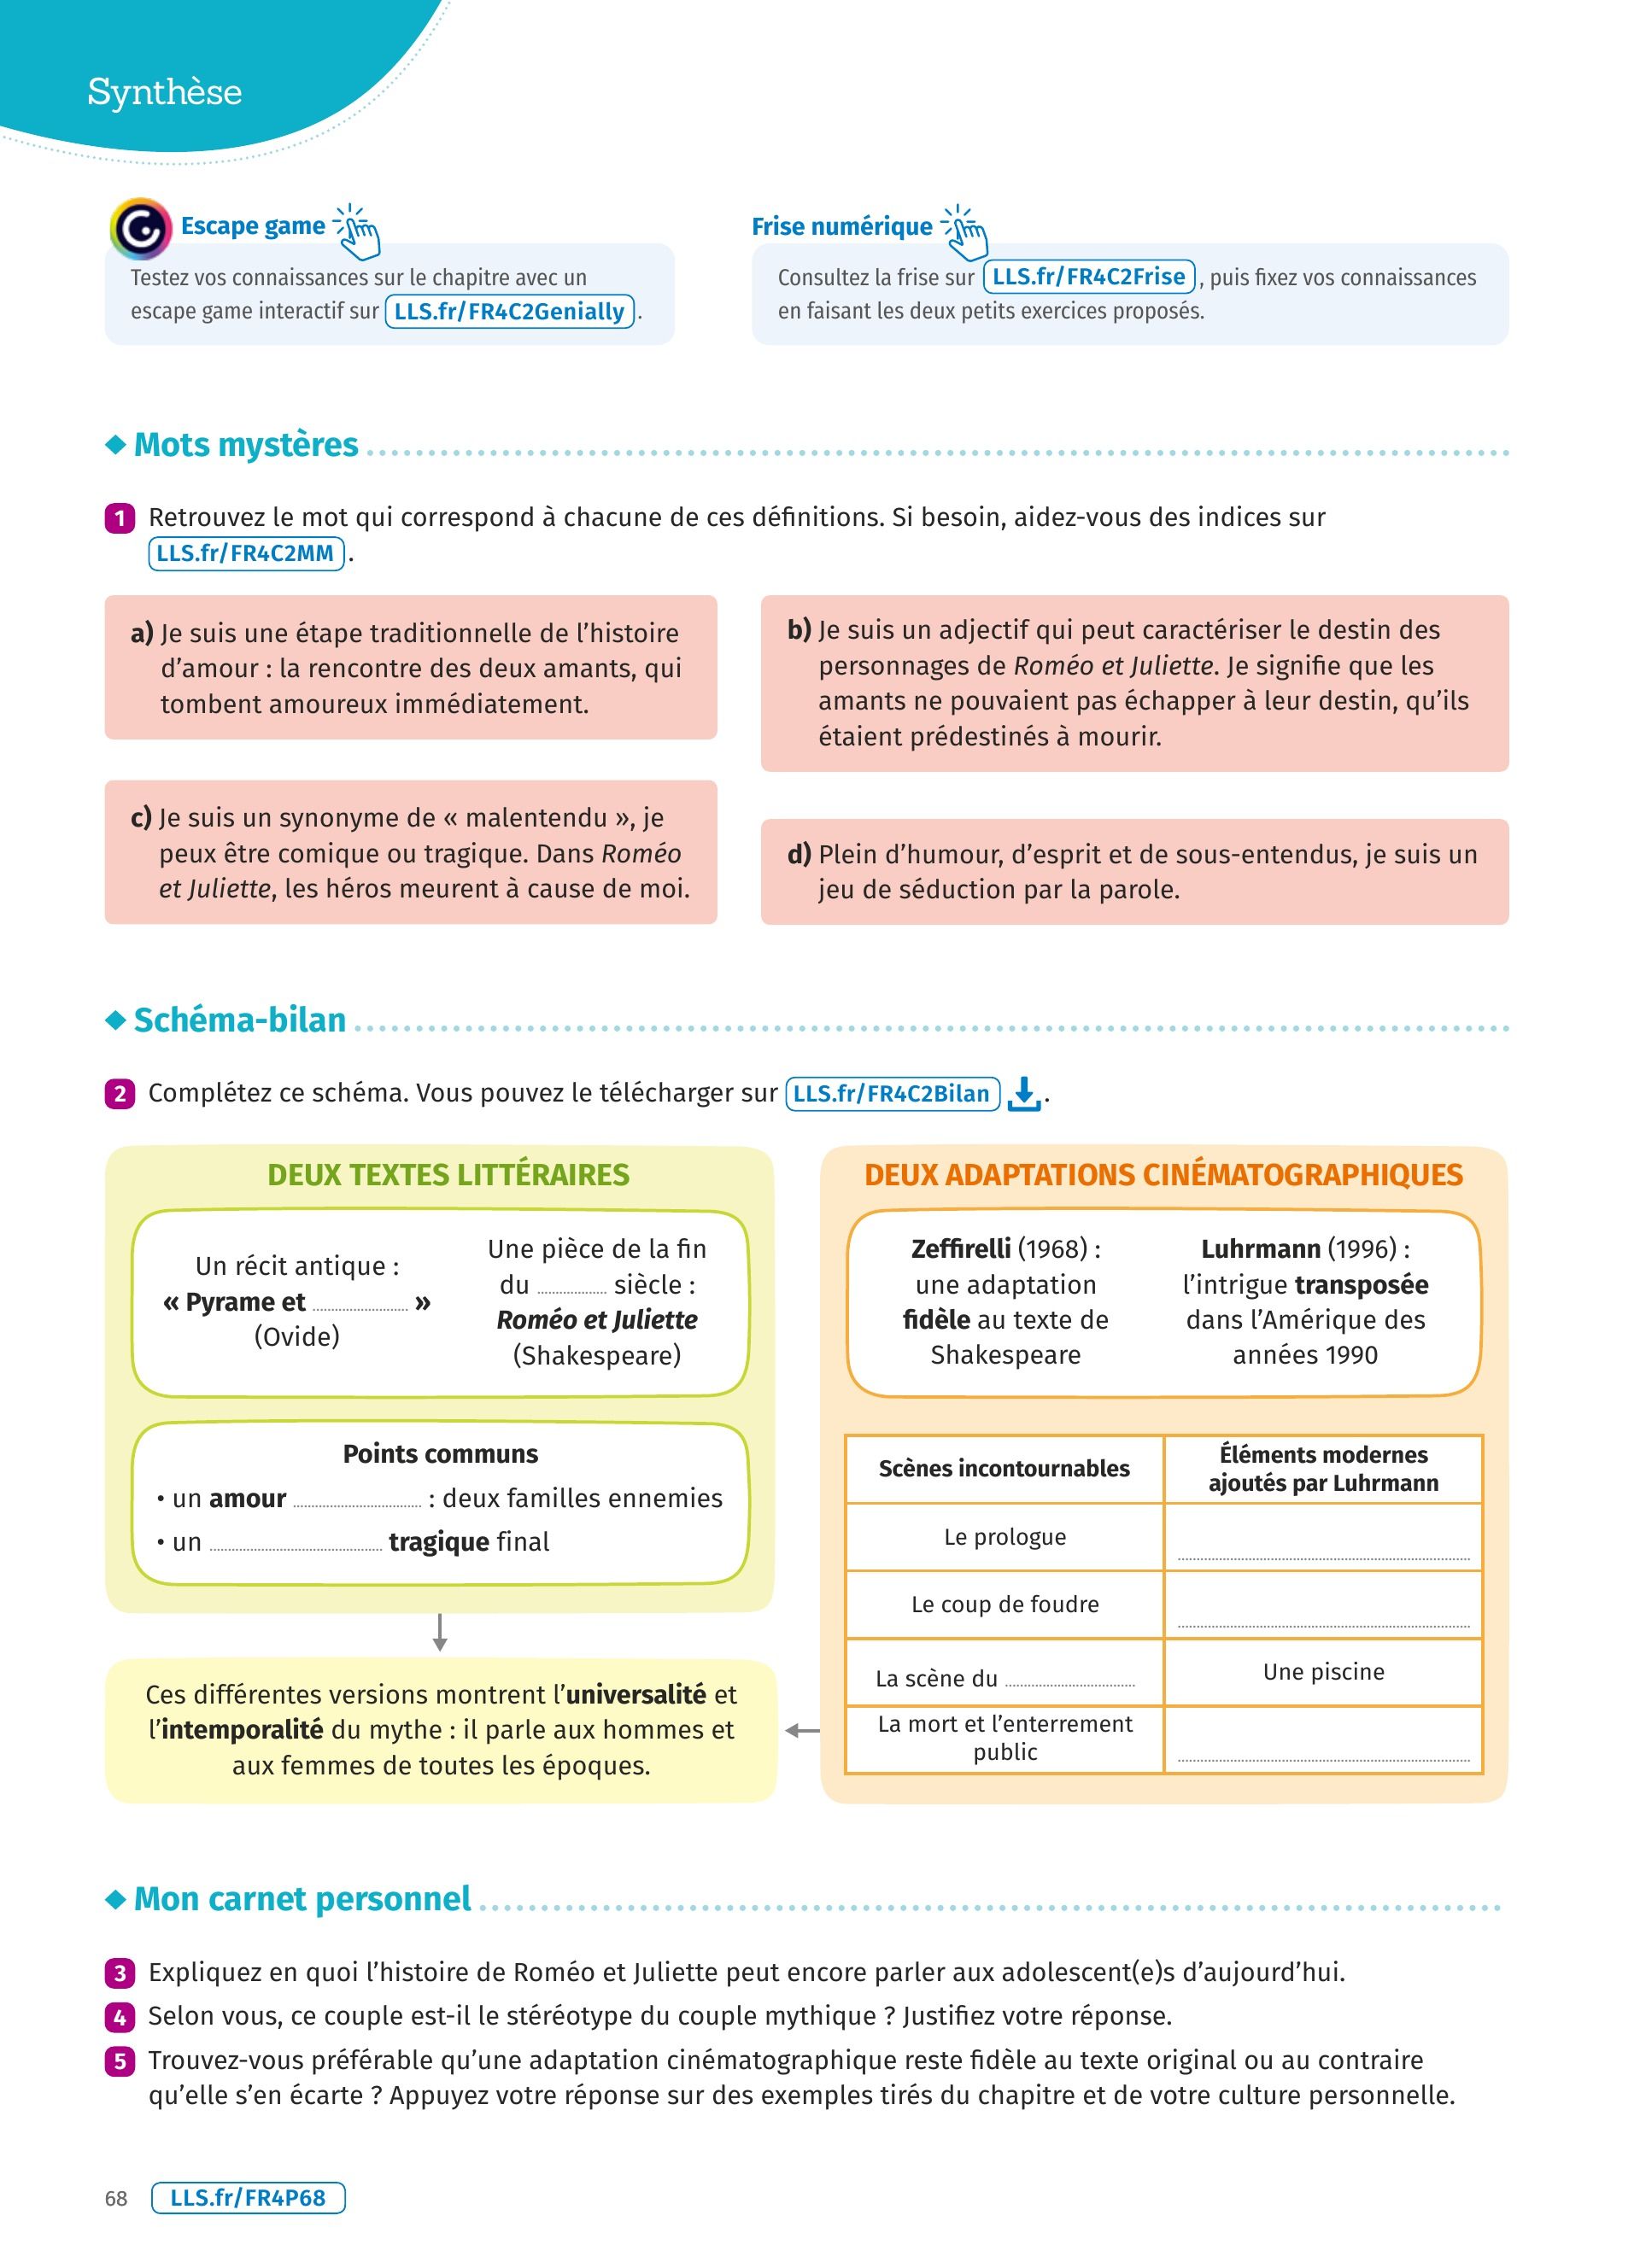 Synthèse
Escape game
Testez vos connaissances sur le chapitre avec un
escape game interactif sur LLS.fr/FR4C2Genially.
Frise numérique
Consultez la frise sur LLS.fr/FR4C2Frise, puis fixez vos connaissances
en faisant les deux petits exercices proposés.
Mots mystères
1 Retrouvez le mot qui correspond à chacune de ces définitions. Si besoin, aidez-vous des indices sur
LLS.fr/FR4C2MM.
a) Je suis une étape traditionnelle de l’histoire
d’amour : la rencontre des deux amants, qui
tombent amoureux immédiatement.
b) Je suis un adjectif qui peut caractériser le destin des
personnages de Roméo et Juliette. Je signifie que les
amants ne pouvaient pas échapper à leur destin, qu’ils
étaient prédestinés à mourir.
c) Je suis un synonyme de « malentendu », je
peux être comique ou tragique. Dans Roméo
et Juliette, les héros meurent à cause de moi.
d) Plein d’humour, d’esprit et de sous-entendus, je suis un
jeu de séduction par la parole.
Schéma-bilan
2 Complétez ce schéma. Vous pouvez le télécharger sur LLS.fr/FR4C2Bilan.
DEUX TEXTES LITTÉRAIRES
Un récit antique :
« Pyrame et .................... »
(Ovide)
Une pièce de la fin
du ............... siècle :
Roméo et Juliette
(Shakespeare)
Points communs
• un amour .................... : deux familles ennemies
• un .................... tragique final
Ces différentes versions montrent l’universalité et
l’intemporalité du mythe : il parle aux hommes et
aux femmes de toutes les époques.
DEUX ADAPTATIONS CINÉMATOGRAPHIQUES
Zeffirelli (1968) :
une adaptation
fidèle au texte de
Shakespeare
Luhrmann (1996) :
l’intrigue transposée
dans l’Amérique des
années 1990
Scènes incontournables
Éléments modernes
ajoutés par Luhrmann
Le prologue
Le coup de foudre
La scène du ....................
Une piscine
La mort et l’enterrement
public
Mon carnet personnel
3 Expliquez en quoi l’histoire de Roméo et Juliette peut encore parler aux adolescent(e)s d’aujourd’hui.
4 Selon vous, ce couple est-il le stéréotype du couple mythique ? Justifiez votre réponse.
5 Trouvez-vous préférable qu’une adaptation cinématographique reste fidèle au texte original ou au contraire
qu’elle s’en écarte ? Appuyez votre réponse sur des exemples tirés du chapitre et de votre culture personnelle.
68 LLS.fr/FR4P68